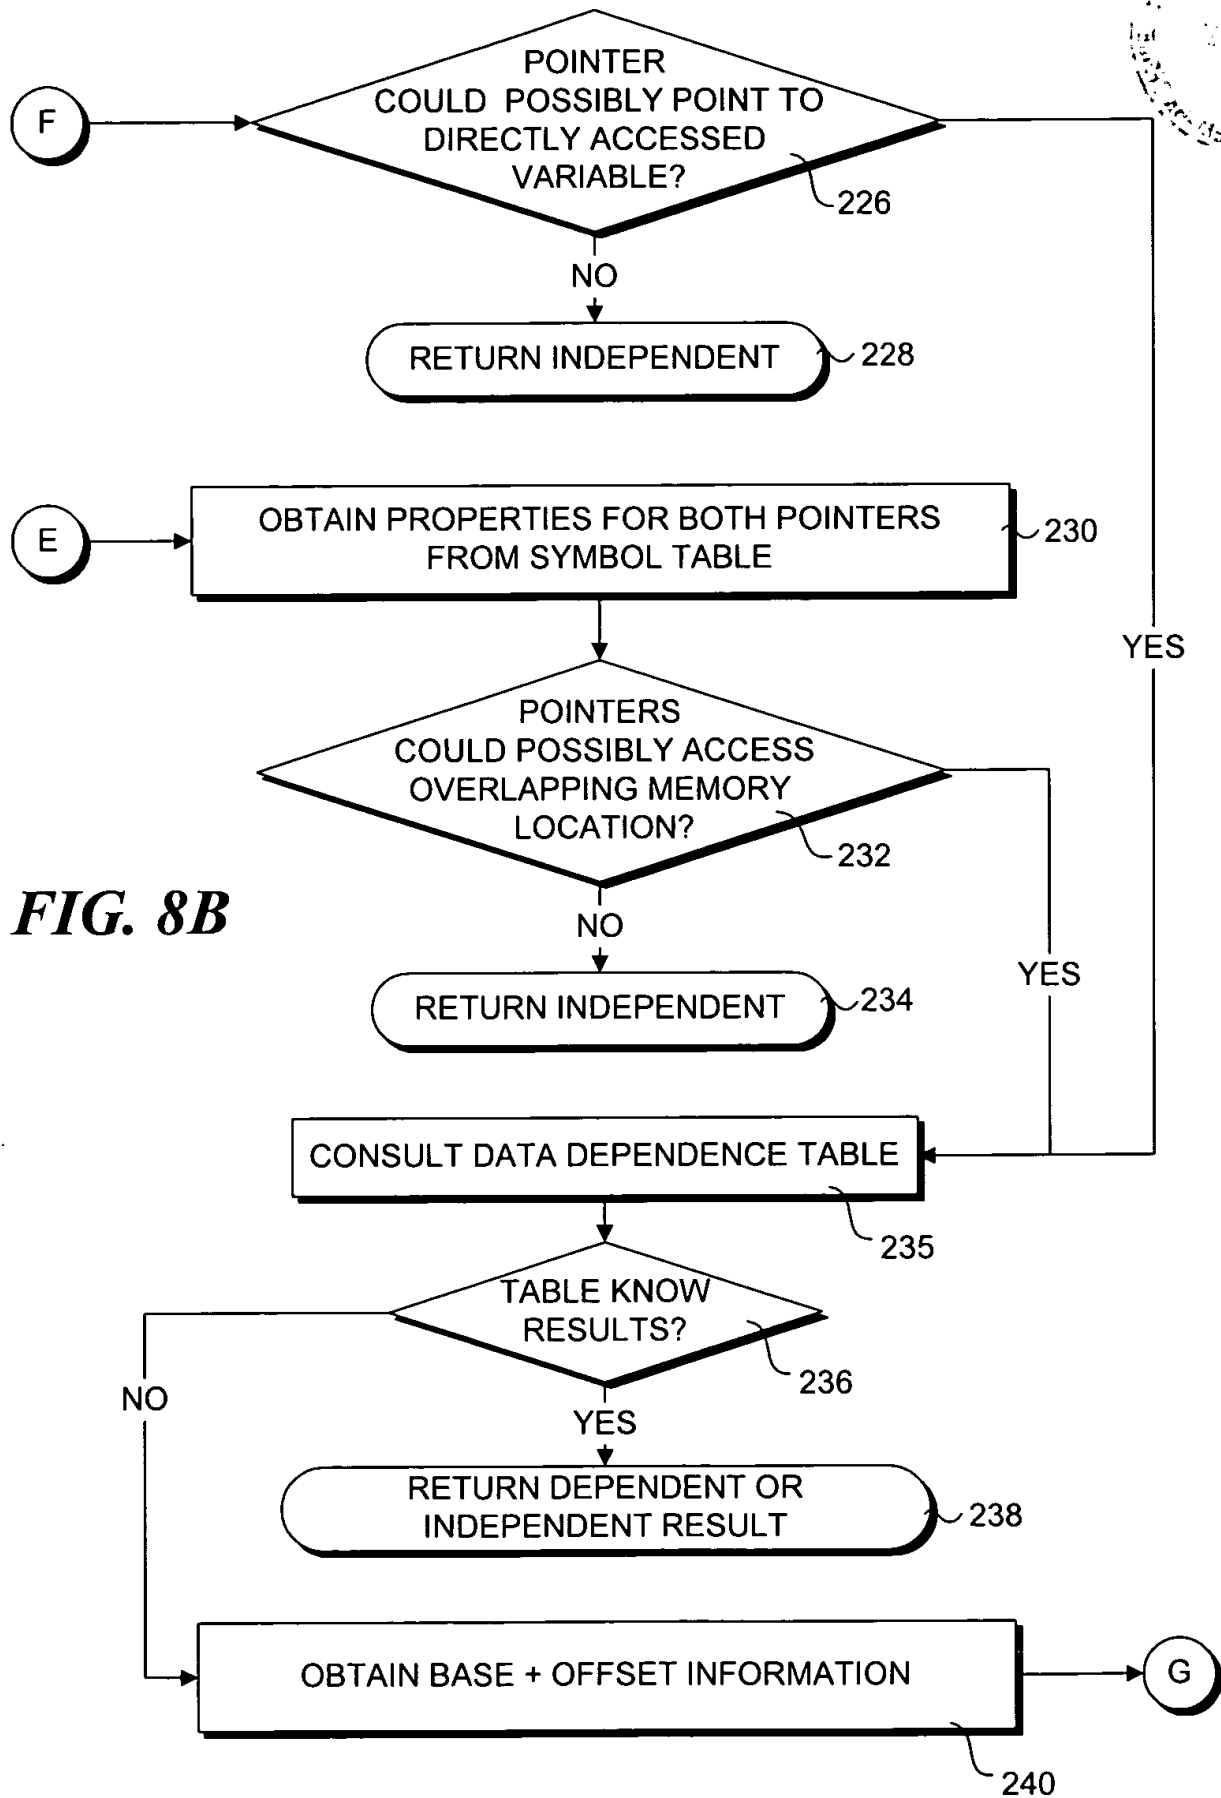 POINTER
COULD POSSIBLY POINT TO
DIRECTLY ACCESSED
VARIABLE?
F
226
NO
RETURN INDEPENDENT
228
E
OBTAIN PROPERTIES FOR BOTH POINTERS
FROM SYMBOL TABLE
230
YES
POINTERS
COULD POSSIBLY ACCESS
OVERLAPPING MEMORY
LOCATION?
232
FIG. 8B
NO
YES
RETURN INDEPENDENT
234
CONSULT DATA DEPENDENCE TABLE
235
TABLE KNOW
RESULTS?
236
NO
YES
RETURN DEPENDENT OR
INDEPENDENT RESULT
238
OBTAIN BASE + OFFSET INFORMATION
G
240